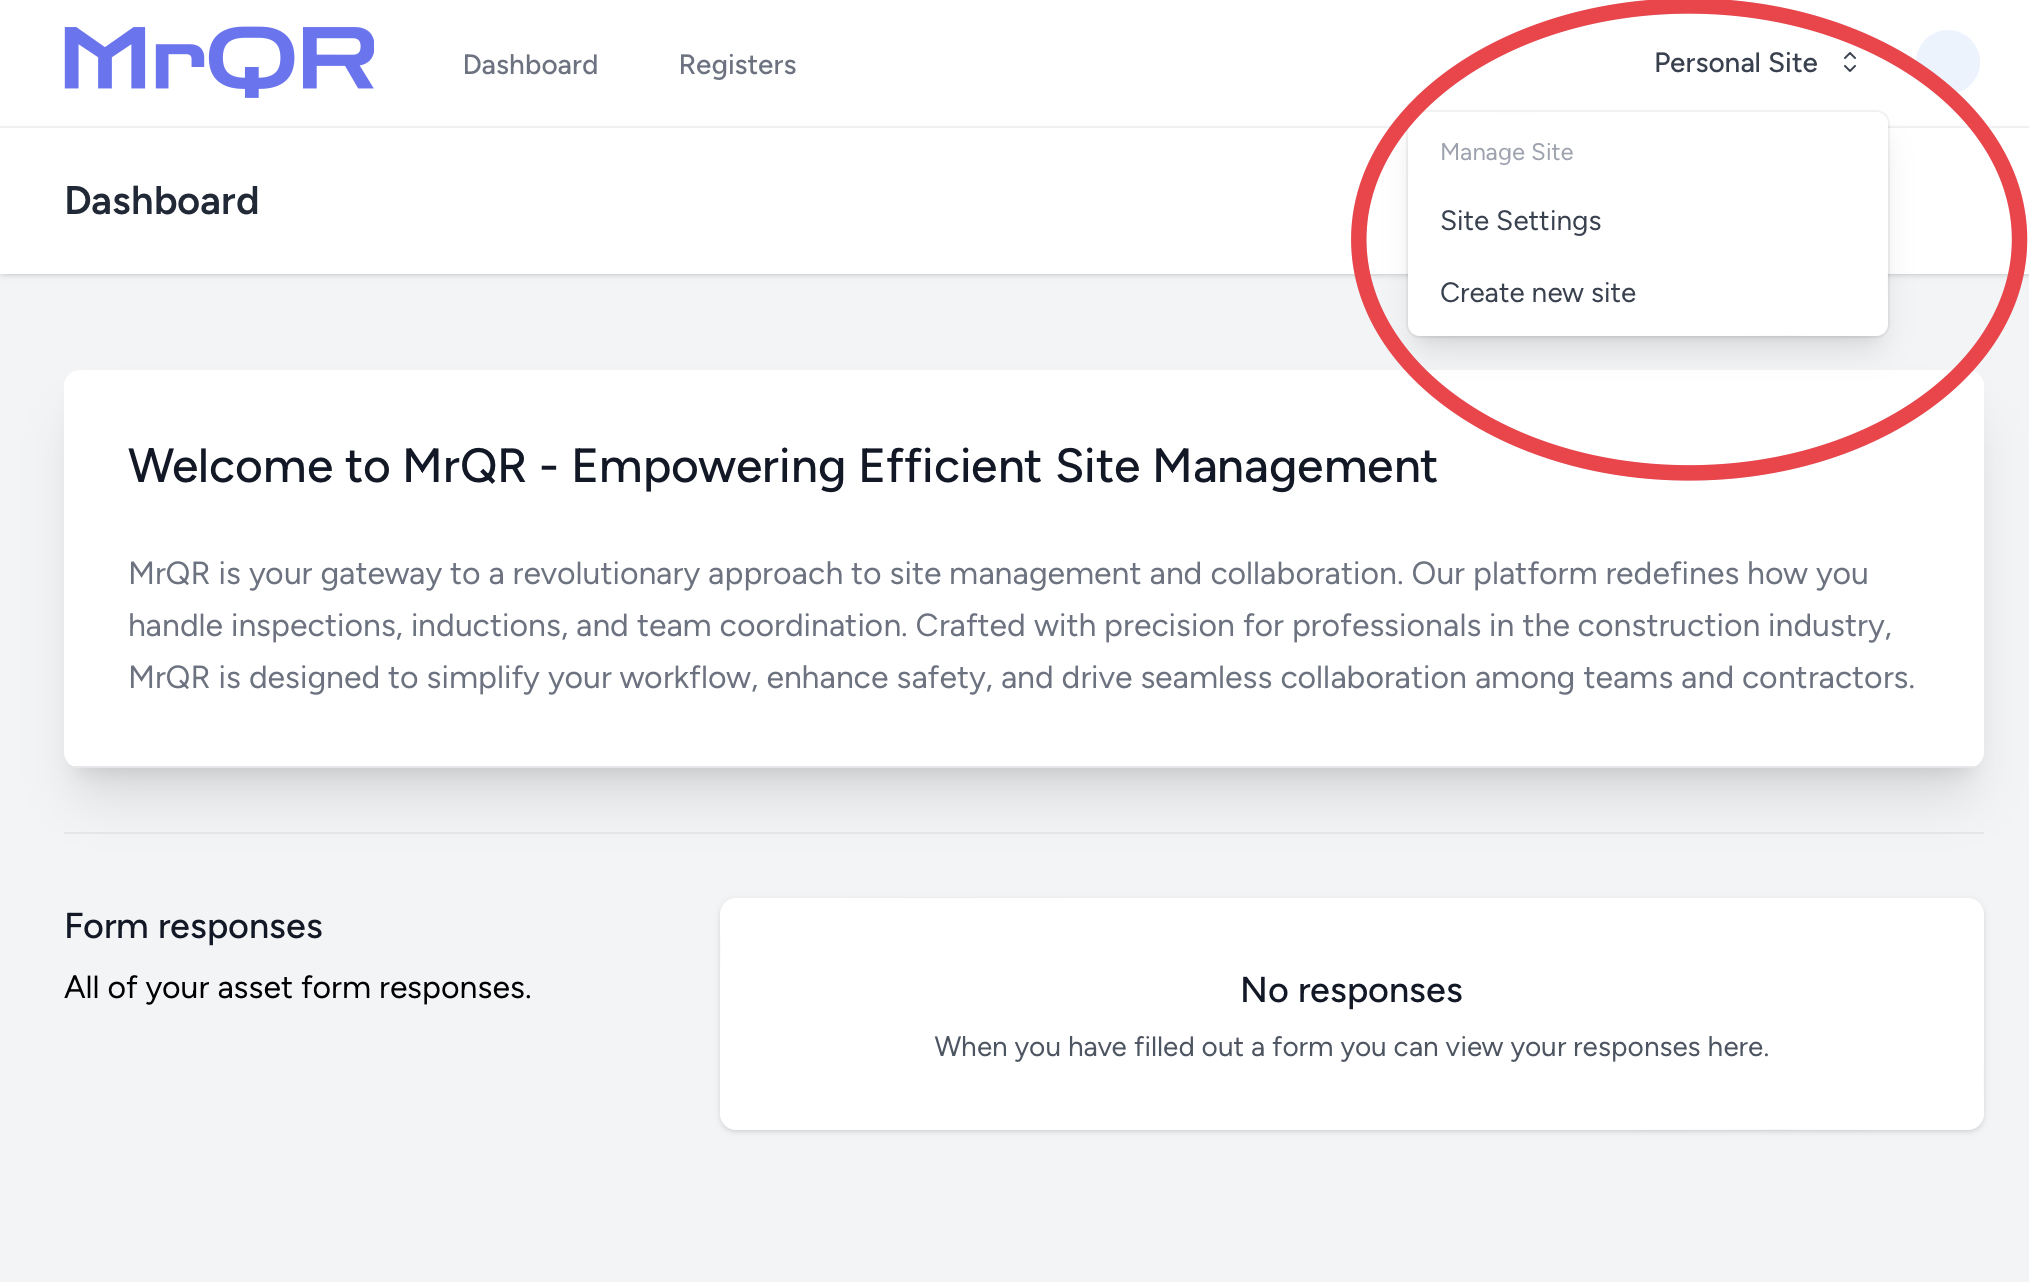 MrQR
Dashboard
Registers
Personal Site
Manage Site
Site Settings
Create new site
Dashboard
Welcome to MrQR - Empowering Efficient Site Management
MrQR is your gateway to a revolutionary approach to site management and collaboration. Our platform redefines how you
handle inspections, inductions, and team coordination. Crafted with precision for professionals in the construction industry,
MrQR is designed to simplify your workflow, enhance safety, and drive seamless collaboration among teams and contractors.
Form responses
All of your asset form responses.
No responses
When you have filled out a form you can view your responses here.